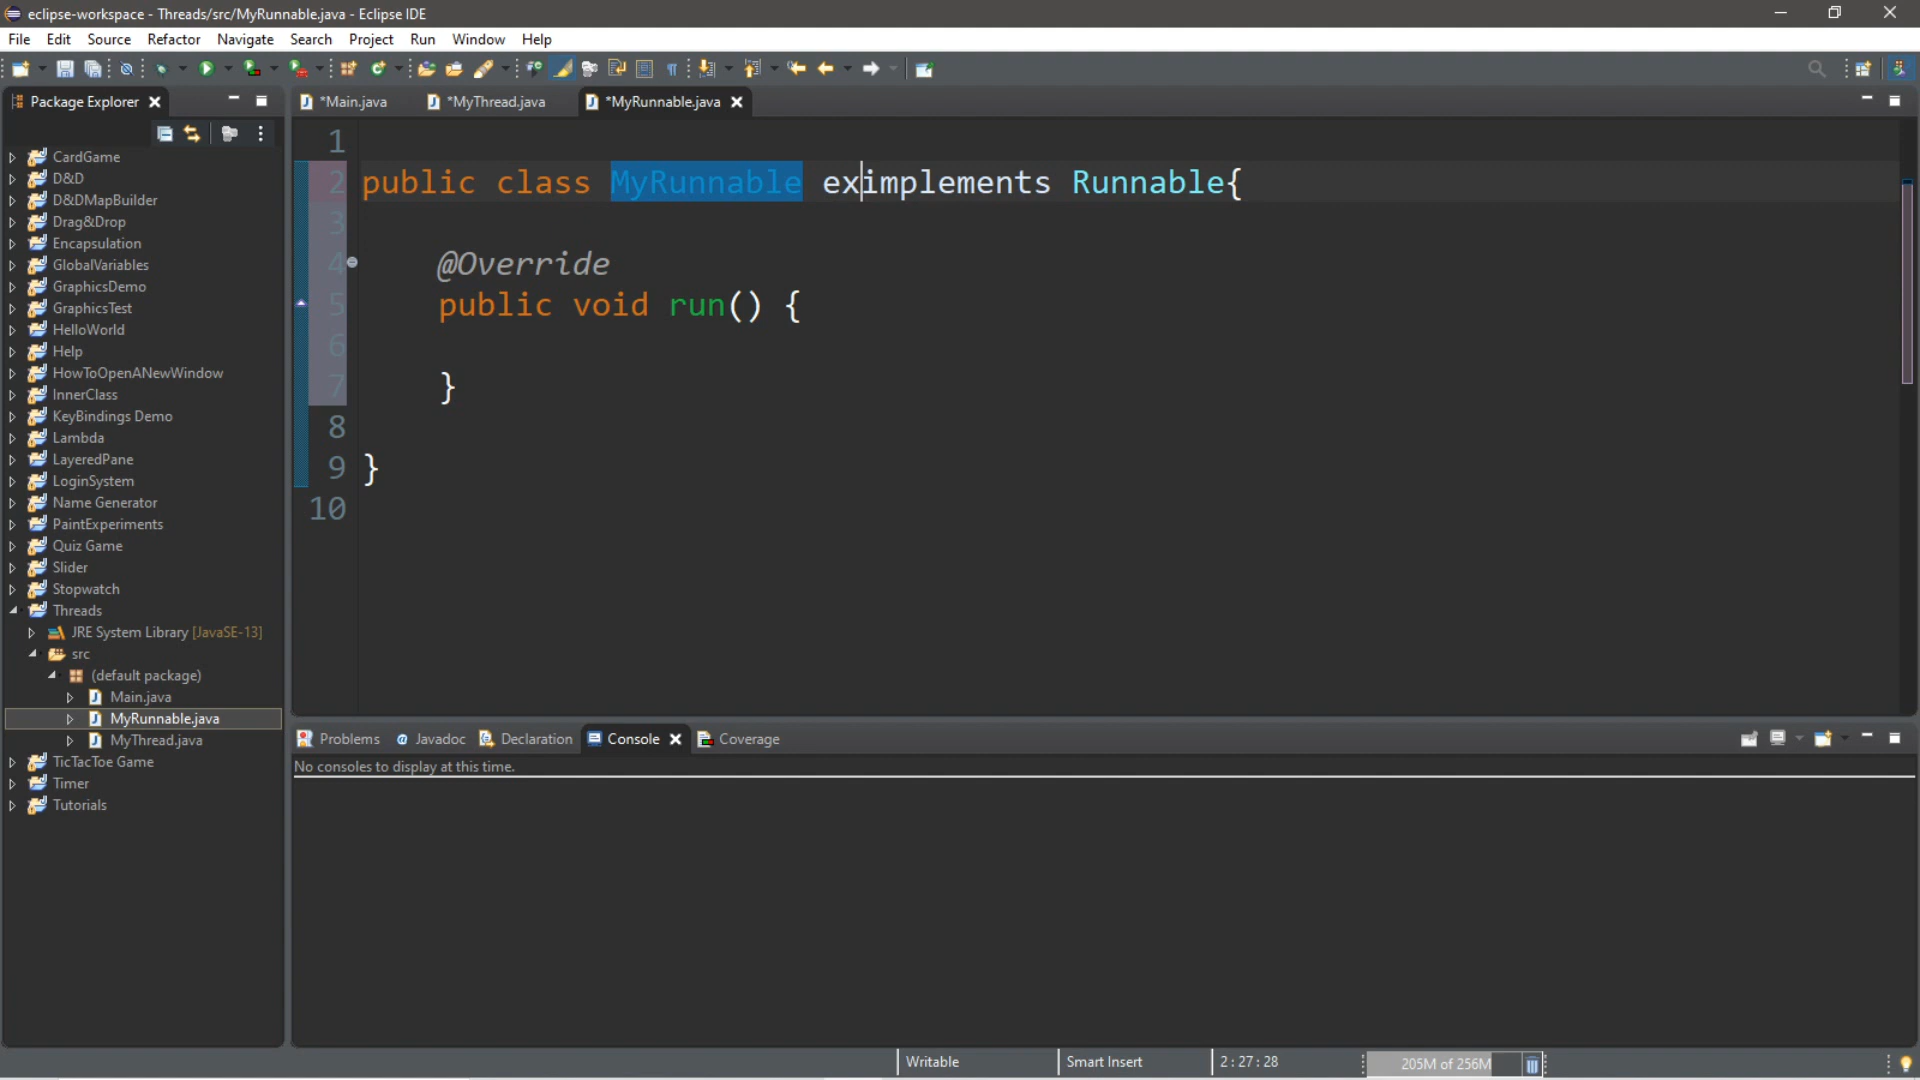 eclipse-workspace - Threads/src/MyRunnable.java - Eclipse IDE
File Edit Source Refactor Navigate Search Project Run Window Help
Package Explorer
*Main.java *MyThread.java *MyRunnable.java
CardGame
D&D
D&DMapBuilder
Drag&Drop
Encapsulation
GlobalVariables
GraphicsDemo
GraphicsTest
HelloWorld
Help
HowToOpenANewWindow
InnerClass
KeyBindings Demo
Lambda
LayeredPane
LoginSystem
Name Generator
PaintExperiments
Quiz Game
Slider
Stopwatch
Threads
JRE System Library [JavaSE-13]
src
(default package)
Main.java
MyRunnable.java
MyThread.java
TicTacToe Game
Timer
Tutorials
1
2 public class MyRunnable eximplements Runnable{
3
4 @Override
5 public void run() {
6
7 }
8
9 }
10
Problems @ Javadoc Declaration Console Coverage
No consoles to display at this time.
Writable Smart Insert 2 : 27 : 28 205M of 256M